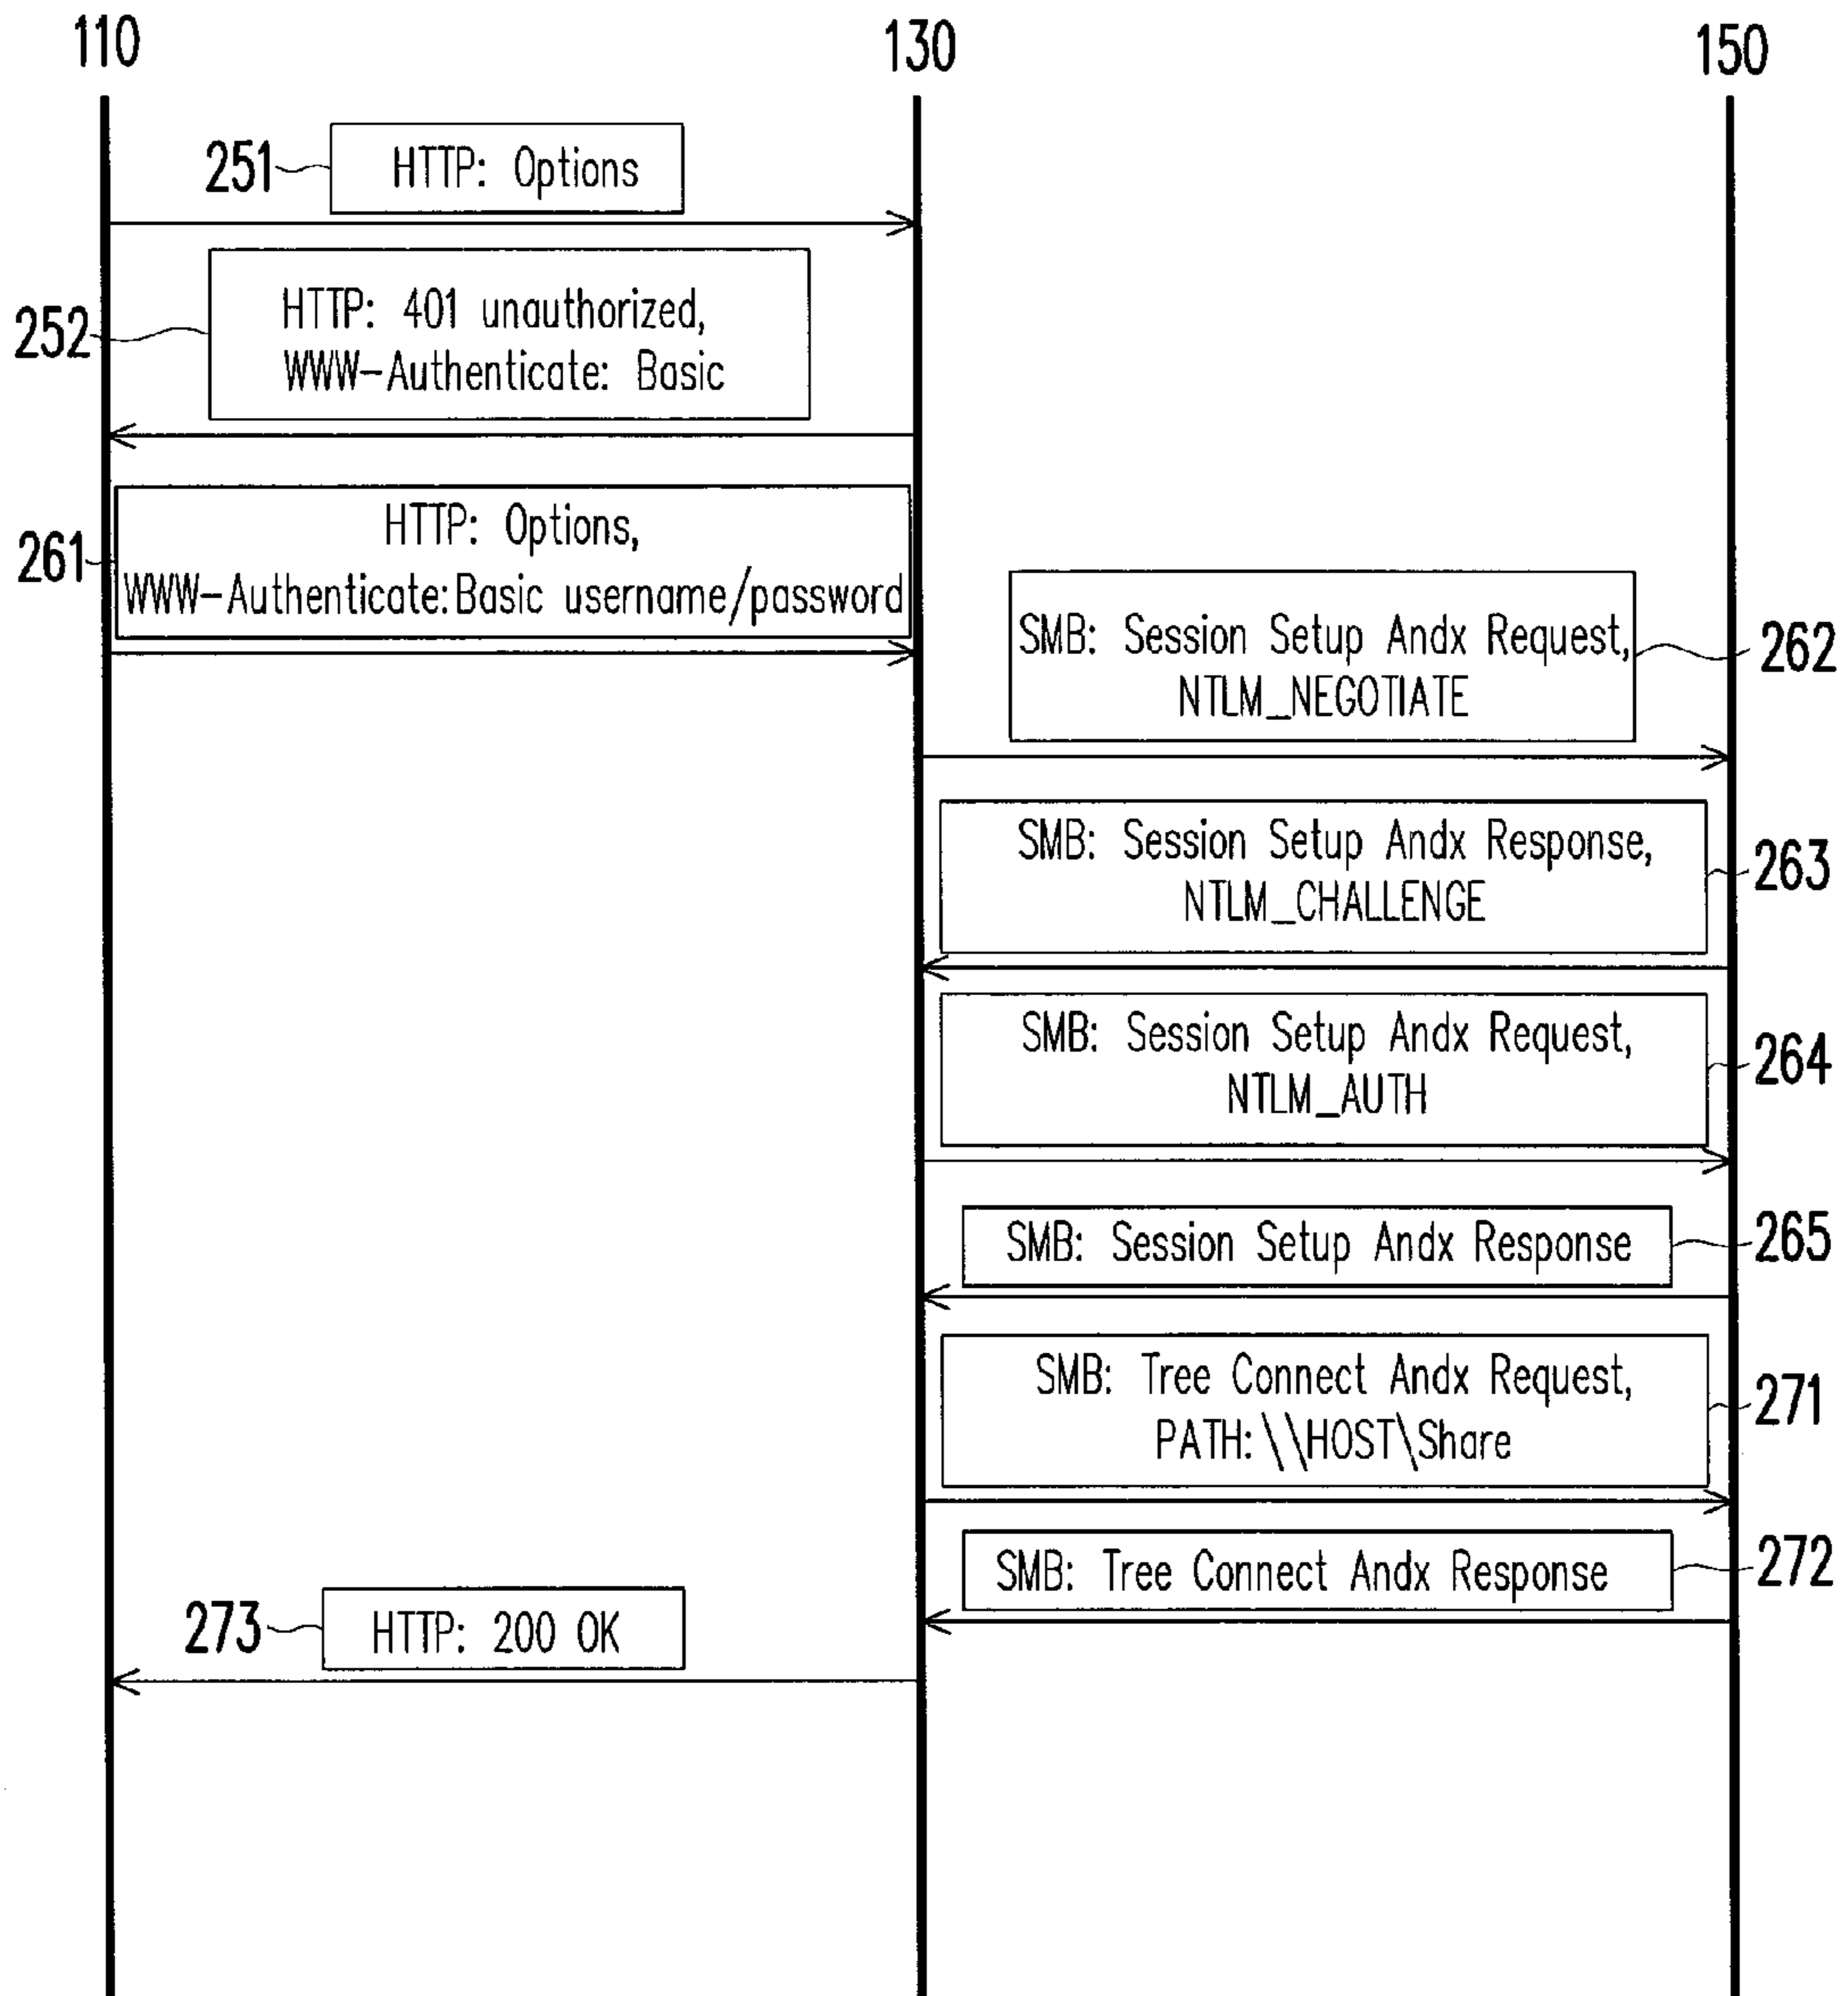 110
130
150
251
HTTP: Options
252
HTTP: 401 unauthorized,
WWW-Authenticate: Basic
261
HTTP: Options,
WWW-Authenticate:Basic username/password
SMB: Session Setup Andx Request,
NTLM_NEGOTIATE
262
SMB: Session Setup Andx Response,
NTLM_CHALLENGE
263
SMB: Session Setup Andx Request,
NTLM_AUTH
264
SMB: Session Setup Andx Response
265
SMB: Tree Connect Andx Request,
PATH:\\HOST\Share
271
SMB: Tree Connect Andx Response
272
273
HTTP: 200 OK